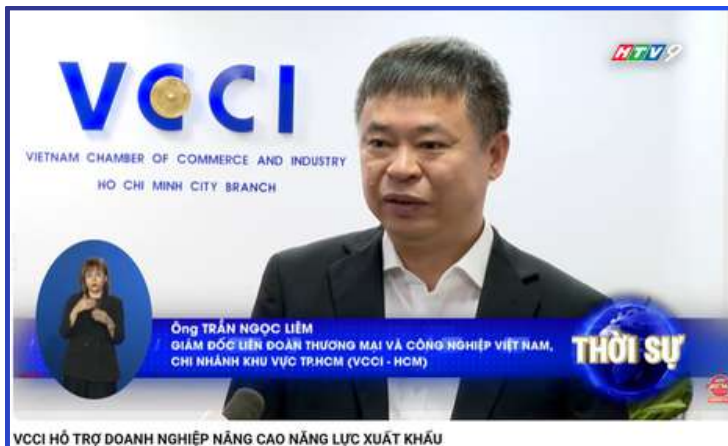 HTV9
VCCI
VIETNAM CHAMBER OF COMMERCE AND INDUSTRY
HO CHI MINH CITY BRANCH
Ông TRẦN NGỌC LIÊM
GIÁM ĐỐC LIÊN ĐOÀN THƯƠNG MẠI VÀ CÔNG NGHIỆP VIỆT NAM,
CHI NHÁNH KHU VỰC TP.HCM (VCCI - HCM)
THỜI SỰ
VCCI HỖ TRỢ DOANH NGHIỆP NÂNG CAO NĂNG LỰC XUẤT KHẨU